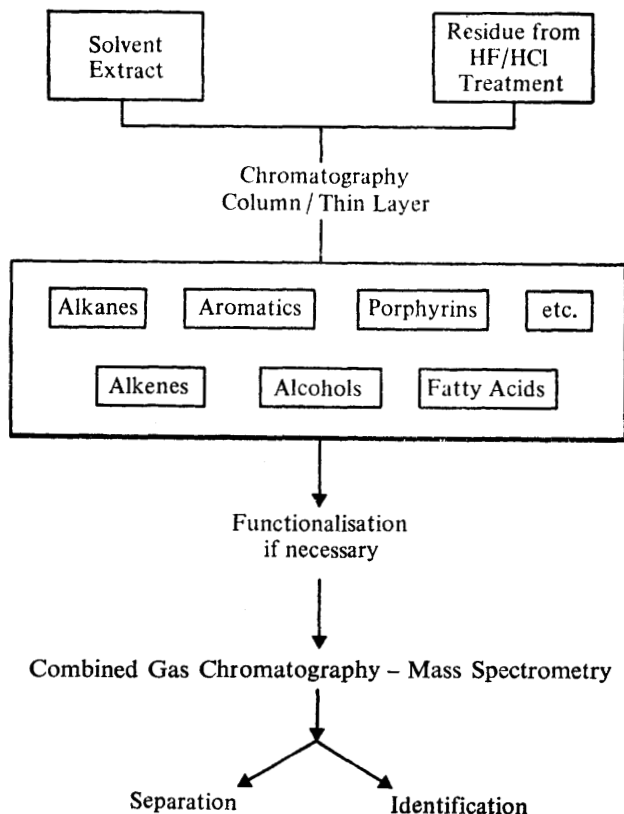 Solvent
Extract
Residue from
HF/HCl
Treatment
Chromatography
Column / Thin Layer
Alkanes
Aromatics
Porphyrins
etc.
Alkenes
Alcohols
Fatty Acids
Functionalisation
if necessary
Combined Gas Chromatography – Mass Spectrometry
Separation
Identification